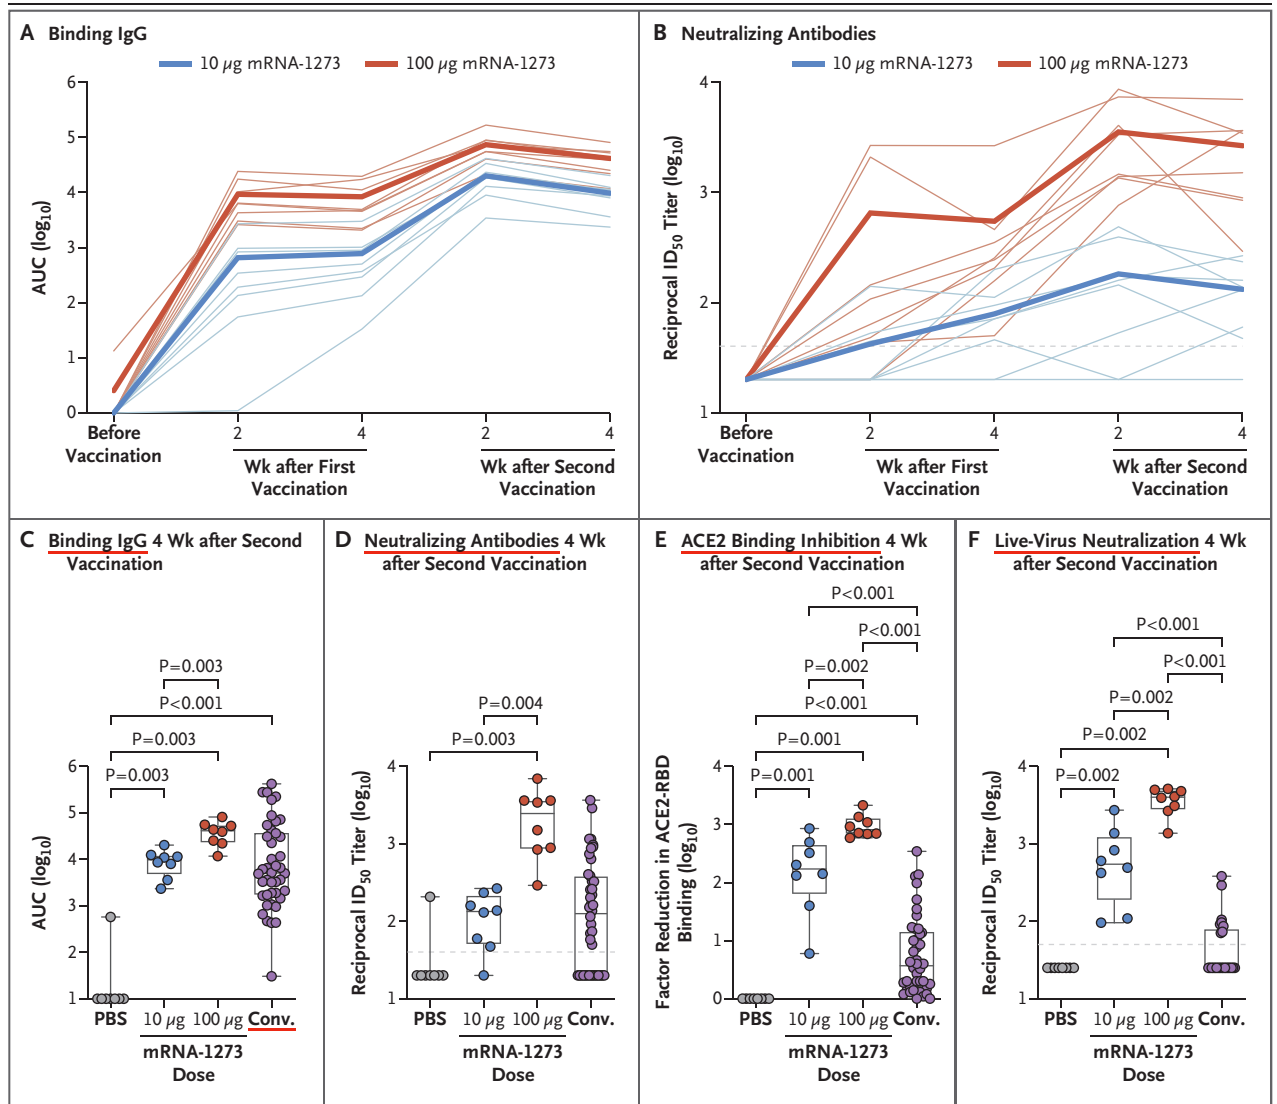 A Binding IgG
10 µg mRNA-1273 100 µg mRNA-1273
AUC (log10)
6
5
4
3
2
1
0
Before Vaccination
2 4 2 4
Wk after First Vaccination
Wk after Second Vaccination
B Neutralizing Antibodies
10 µg mRNA-1273 100 µg mRNA-1273
Reciprocal ID50 Titer (log10)
4
3
2
1
Before Vaccination
2 4 2 4
Wk after First Vaccination
Wk after Second Vaccination
C Binding IgG 4 Wk after Second
Vaccination
P=0.003
P<0.001
P=0.003
P=0.003
AUC (log10)
6
5
4
3
2
1
PBS 10 µg 100 µg Conv.
mRNA-1273
Dose
D Neutralizing Antibodies 4 Wk
after Second Vaccination
P=0.004
P=0.003
Reciprocal ID50 Titer (log10)
4
3
2
1
PBS 10 µg 100 µg Conv.
mRNA-1273
Dose
E ACE2 Binding Inhibition 4 Wk
after Second Vaccination
P<0.001
P<0.001
P=0.002
P<0.001
P=0.001
P=0.001
Factor Reduction in ACE2-RBD
Binding (log10)
4
3
2
1
0
PBS 10 µg 100 µg Conv.
mRNA-1273
Dose
F Live-Virus Neutralization 4 Wk
after Second Vaccination
P<0.001
P<0.001
P=0.002
P=0.002
P=0.002
Reciprocal ID50 Titer (log10)
4
3
2
1
PBS 10 µg 100 µg Conv.
mRNA-1273
Dose